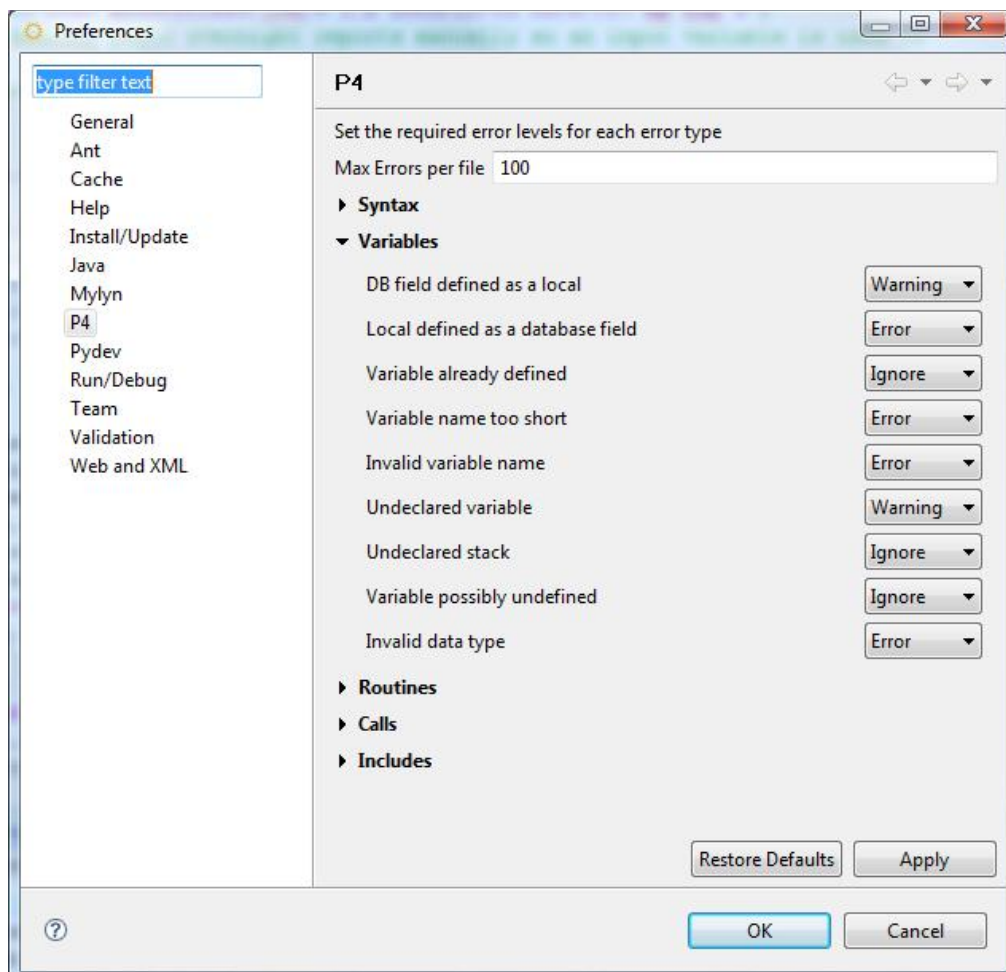 Preferences
type filter text
General
Ant
Cache
Help
Install/Update
Java
Mylyn
P4
Pydev
Run/Debug
Team
Validation
Web and XML
P4
Set the required error levels for each error type
Max Errors per file 100
Syntax
Variables
DB field defined as a local Warning
Local defined as a database field Error
Variable already defined Ignore
Variable name too short Error
Invalid variable name Error
Undeclared variable Warning
Undeclared stack Ignore
Variable possibly undefined Ignore
Invalid data type Error
Routines
Calls
Includes
Restore Defaults Apply
OK Cancel